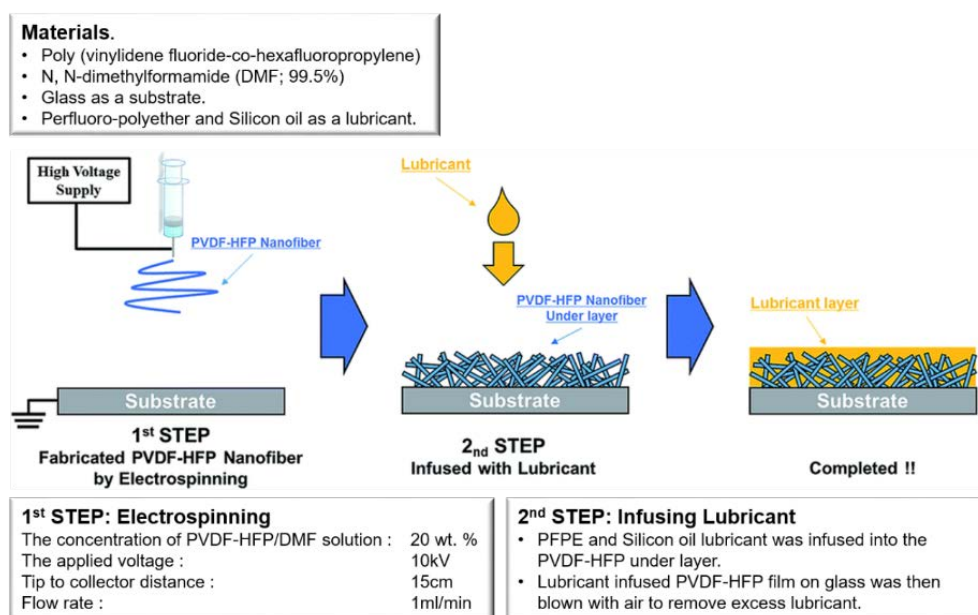 Materials.
• Poly (vinylidene fluoride-co-hexafluoropropylene)
• N, N-dimethylformamide (DMF; 99.5%)
• Glass as a substrate.
• Perfluoro-polyether and Silicon oil as a lubricant.
High Voltage
Supply
PVDF-HFP Nanofiber
Substrate
1st STEP
Fabricated PVDF-HFP Nanofiber
by Electrospinning
Lubricant
PVDF-HFP Nanofiber
Under layer
Substrate
2nd STEP
Infused with Lubricant
Lubricant layer
Substrate
Completed !!
1st STEP: Electrospinning
The concentration of PVDF-HFP/DMF solution : 20 wt. %
The applied voltage : 10kV
Tip to collector distance : 15cm
Flow rate : 1ml/min
2nd STEP: Infusing Lubricant
• PFPE and Silicon oil lubricant was infused into the
PVDF-HFP under layer.
• Lubricant infused PVDF-HFP film on glass was then
blown with air to remove excess lubricant.